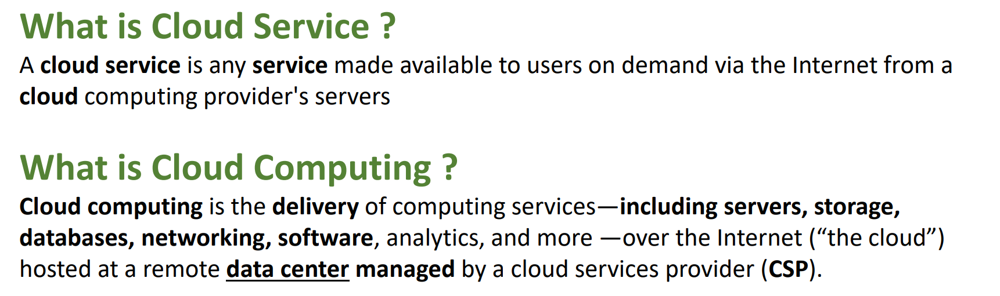 What is Cloud Service ?
A cloud service is any service made available to users on demand via the Internet from a
cloud computing provider's servers
What is Cloud Computing ?
Cloud computing is the delivery of computing services—including servers, storage,
databases, networking, software, analytics, and more —over the Internet (“the cloud”)
hosted at a remote data center managed by a cloud services provider (CSP).